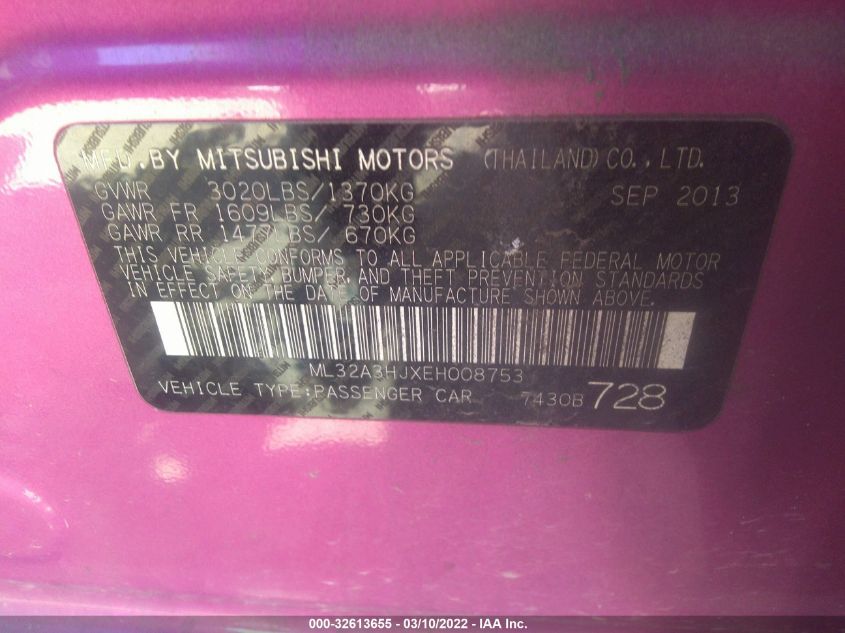 MFD.BY MITSUBISHI MOTORS (THAILAND) CO.,LTD.
GVWR 3020LBS/1370KG SEP 2013
GAWR FR 1609LBS/ 730KG
GAWR RR LBS/ 670KG
THIS VEHICLE CONFORMS TO ALL APPLICABLE FEDERAL MOTOR
VEHICLE SAFETY, BUMPER, AND THEFT PREVENTION STANDARDS
IN EFFECT ON THE DATE OF MANUFACTURE SHOWN ABOVE.
ML32A3HJXEH008753
VEHICLE TYPE:PASSENGER CAR 7430B 728
000-32613655 - 03/10/2022 - IAA Inc.